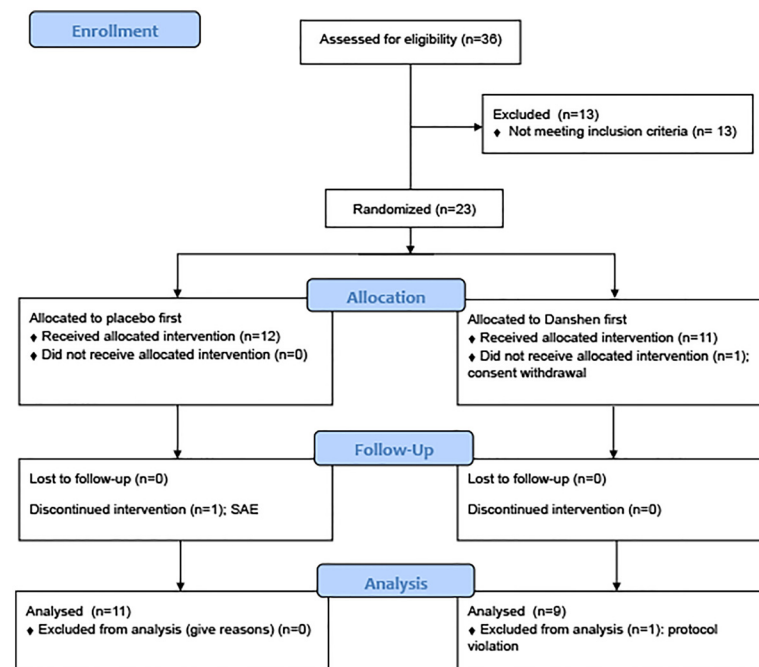 Enrollment
Assessed for eligibility (n=36)
Excluded (n=13)
♦ Not meeting inclusion criteria (n= 13)
Randomized (n=23)
Allocation
Allocated to placebo first
♦ Received allocated intervention (n=12)
♦ Did not receive allocated intervention (n=0)
Allocated to Danshen first
♦ Received allocated intervention (n=11)
♦ Did not receive allocated intervention (n=1);
consent withdrawal
Follow-Up
Lost to follow-up (n=0)
Discontinued intervention (n=1); SAE
Lost to follow-up (n=0)
Discontinued intervention (n=0)
Analysis
Analysed (n=11)
♦ Excluded from analysis (give reasons) (n=0)
Analysed (n=9)
♦ Excluded from analysis (n=1): protocol
violation